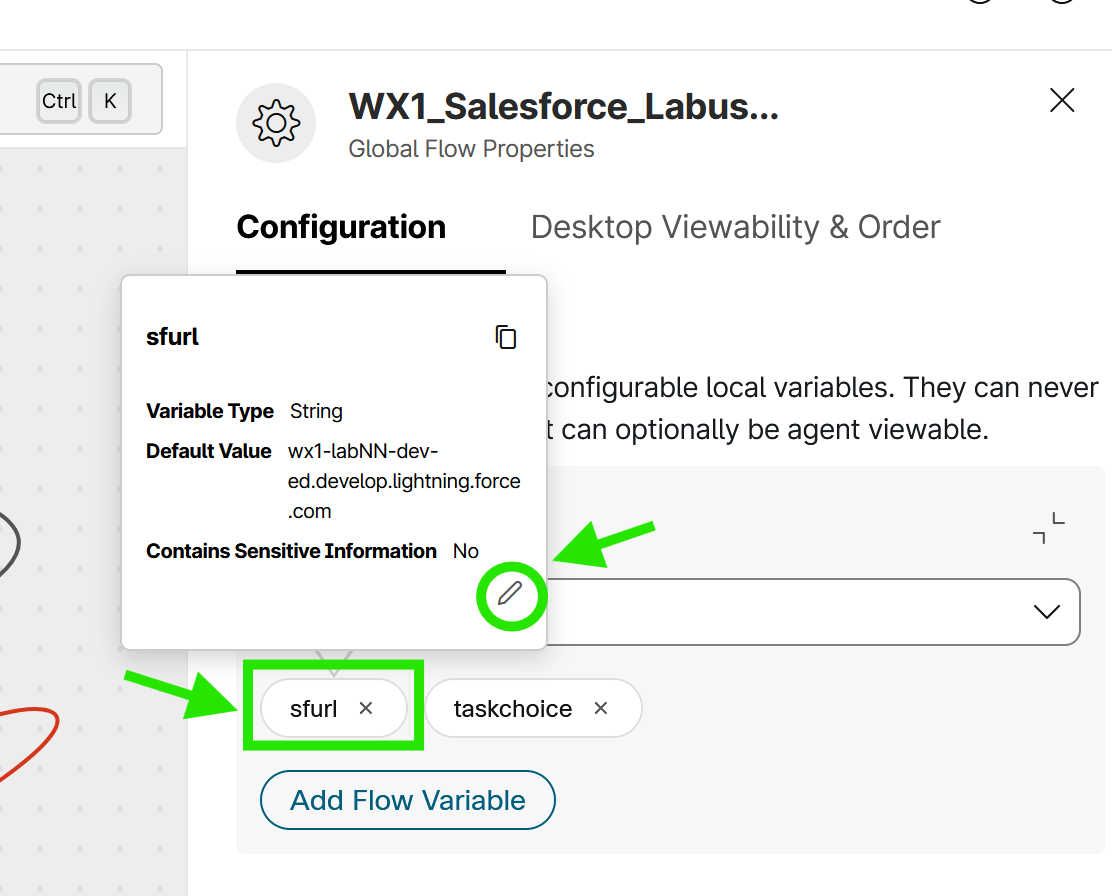 Ctrl K
WX1_Salesforce_Labus...
Global Flow Properties
Configuration
Desktop Viewability & Order
sfurl
configurable local variables. They can never
Variable Type String
t can optionally be agent viewable.
Default Value wx1-labNN-dev-
ed.develop.lightning.force
.com
Contains Sensitive Information No
sfurl
taskchoice
Add Flow Variable